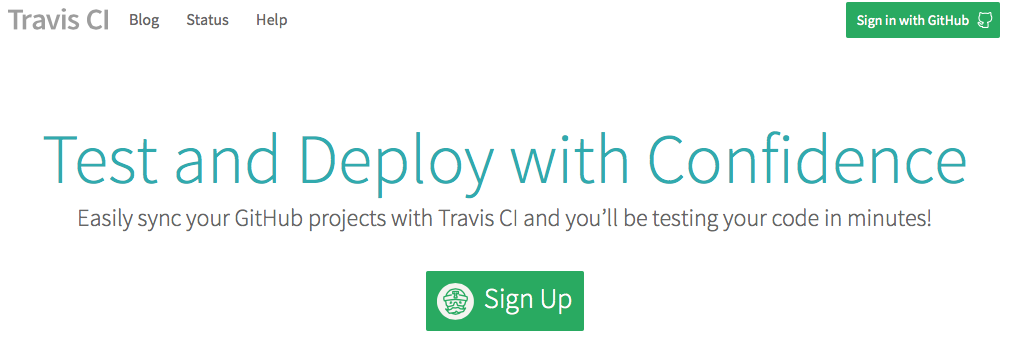 Travis CI Blog Status Help Sign in with GitHub
Test and Deploy with Confidence
Easily sync your GitHub projects with Travis CI and you’ll be testing your code in minutes!
Sign Up